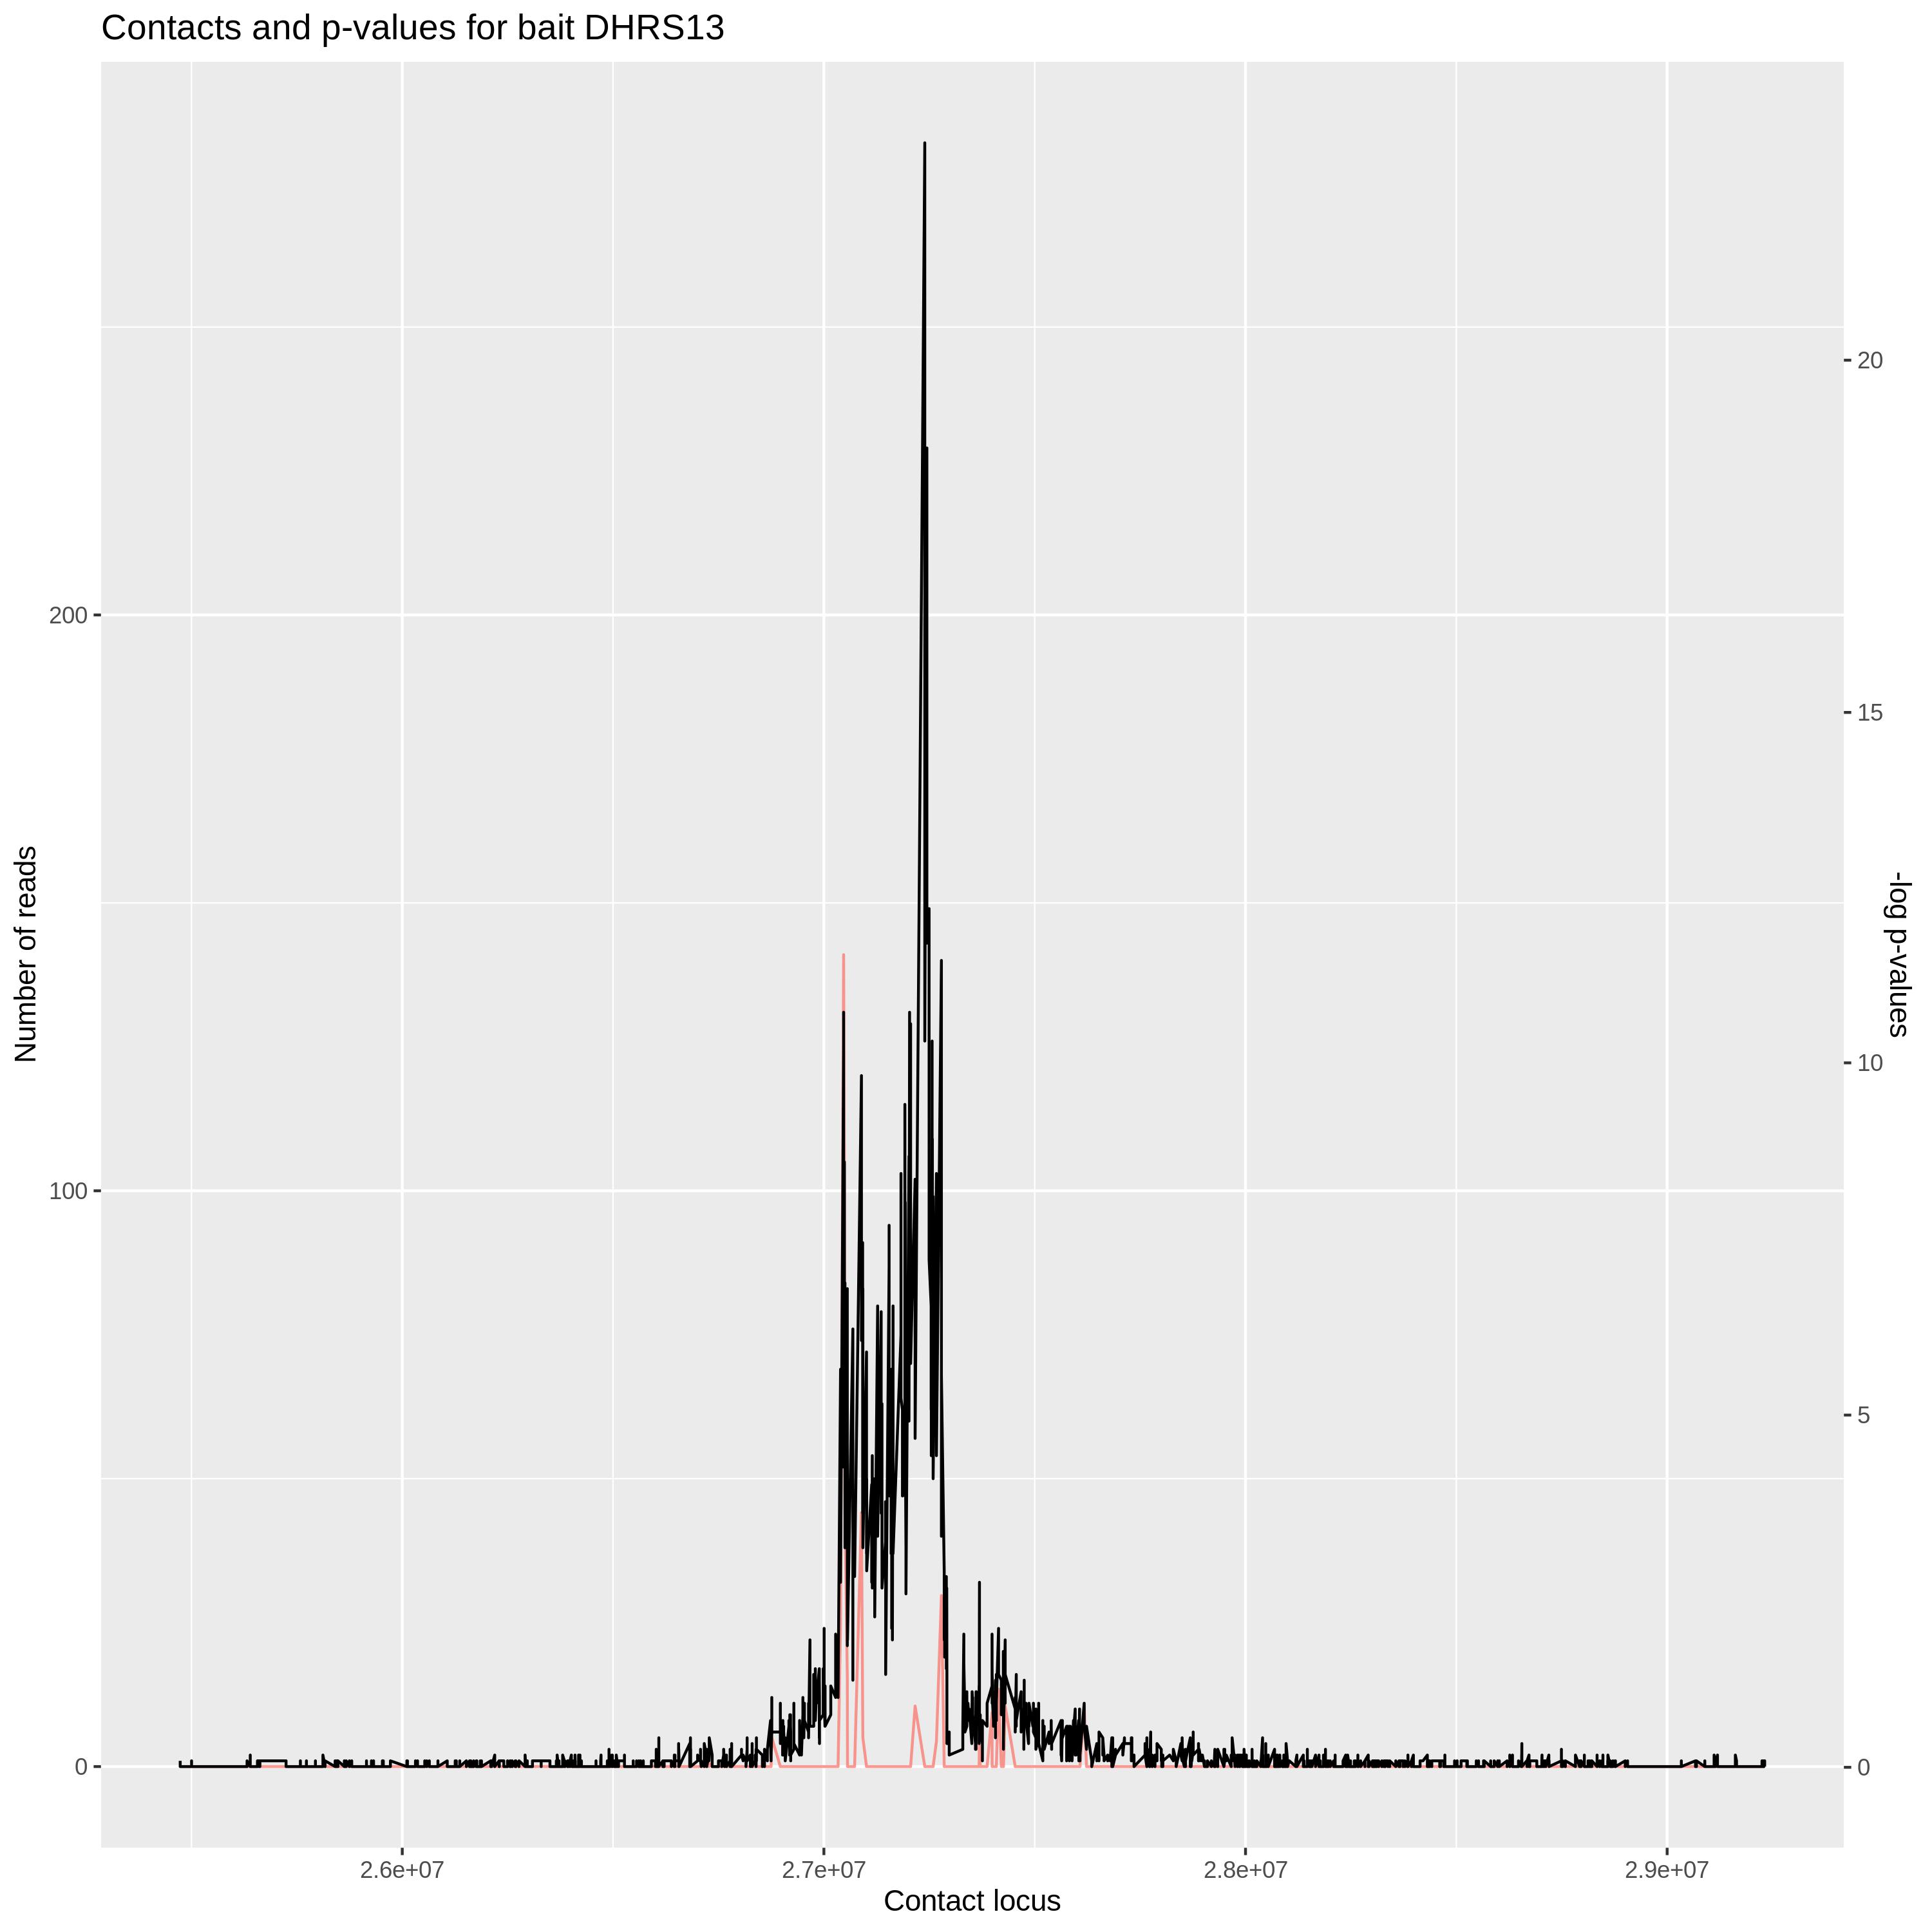 Contacts and p-values for bait DHRS13
Number of reads
200
100
0
20
15
10
5
0
-log p-values
2.6e+07
2.7e+07
2.8e+07
2.9e+07
Contact locus